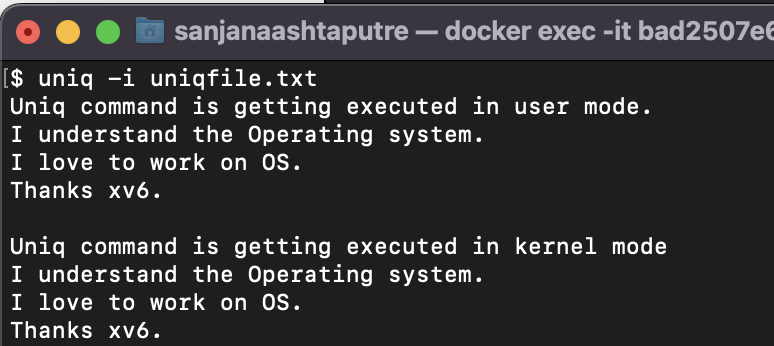 sanjanaashtaputre — docker exec -it bad2507e6
[$ uniq -i uniqfile.txt
Uniq command is getting executed in user mode.
I understand the Operating system.
I love to work on OS.
Thanks xv6.
Uniq command is getting executed in kernel mode
I understand the Operating system.
I love to work on OS.
Thanks xv6.